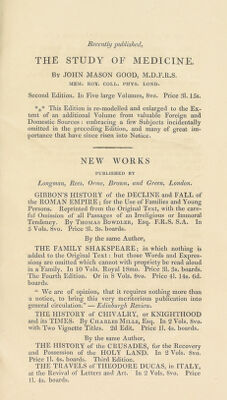 Recently published,
THE STUDY OF MEDICINE.
By JOHN MASON GOOD, M.D.F.R.S.
MEM. ROY. COLL. PHYS. LOND.
Second Edition. In Five large Volumes, 8vo. Price 3l. 15s.
*⁎* This Edition is re-modelled and enlarged to the Ex-
tent of an additional Volume from valuable Foreign and
Domestic Sources: embracing a few Subjects incidentally
omitted in the preceding Edition, and many of great im-
portance that have since risen into Notice.
NEW WORKS
PUBLISHED BY
Longman, Rees, Orme, Brown, and Green, London.
GIBBON'S HISTORY of the DECLINE and FALL of
the ROMAN EMPIRE; for the Use of Families and Young
Persons. Reprinted from the Original Text, with the care-
ful Omission of all Passages of an Irreligious or Immoral
Tendency. By THOMAS BOWDLER, Esq. F.R.S. S.A. In
5 Vols. 8vo. Price 3l. 3s. boards.
By the same Author,
THE FAMILY SHAKSPEARE; in which nothing is
added to the Original Text: but those Words and Expres-
sions are omitted which cannot with propriety be read aloud
in a Family. In 10 Vols. Royal 18mo. Price 3l. 3s. boards.
The Fourth Edition. Or in 8 Vols. 8vo. Price 4l. 14s. 6d.
boards.
" We are of opinion, that it requires nothing more than
a notice, to bring this very meritorious publication into
general circulation." — Edinburgh Review.
THE HISTORY of CHIVALRY, or KNIGHTHOOD
and its TIMES. By CHARLES MILLS, Esq. In 2 Vols. 8vo.
with Two Vignette Titles. 2d Edit. Price 1l. 4s. boards.
By the same Author,
THE HISTORY of the CRUSADES, for the Recovery
and Possession of the HOLY LAND. In 2 Vols. 8vo. Price
1l. 4s. boards. Third Edition.
THE TRAVELS of THEODORE DUCAS, in ITALY,
at the Revival of Letters and Art. In 2 Vols. 8vo. Price
1l. 4s. boards.